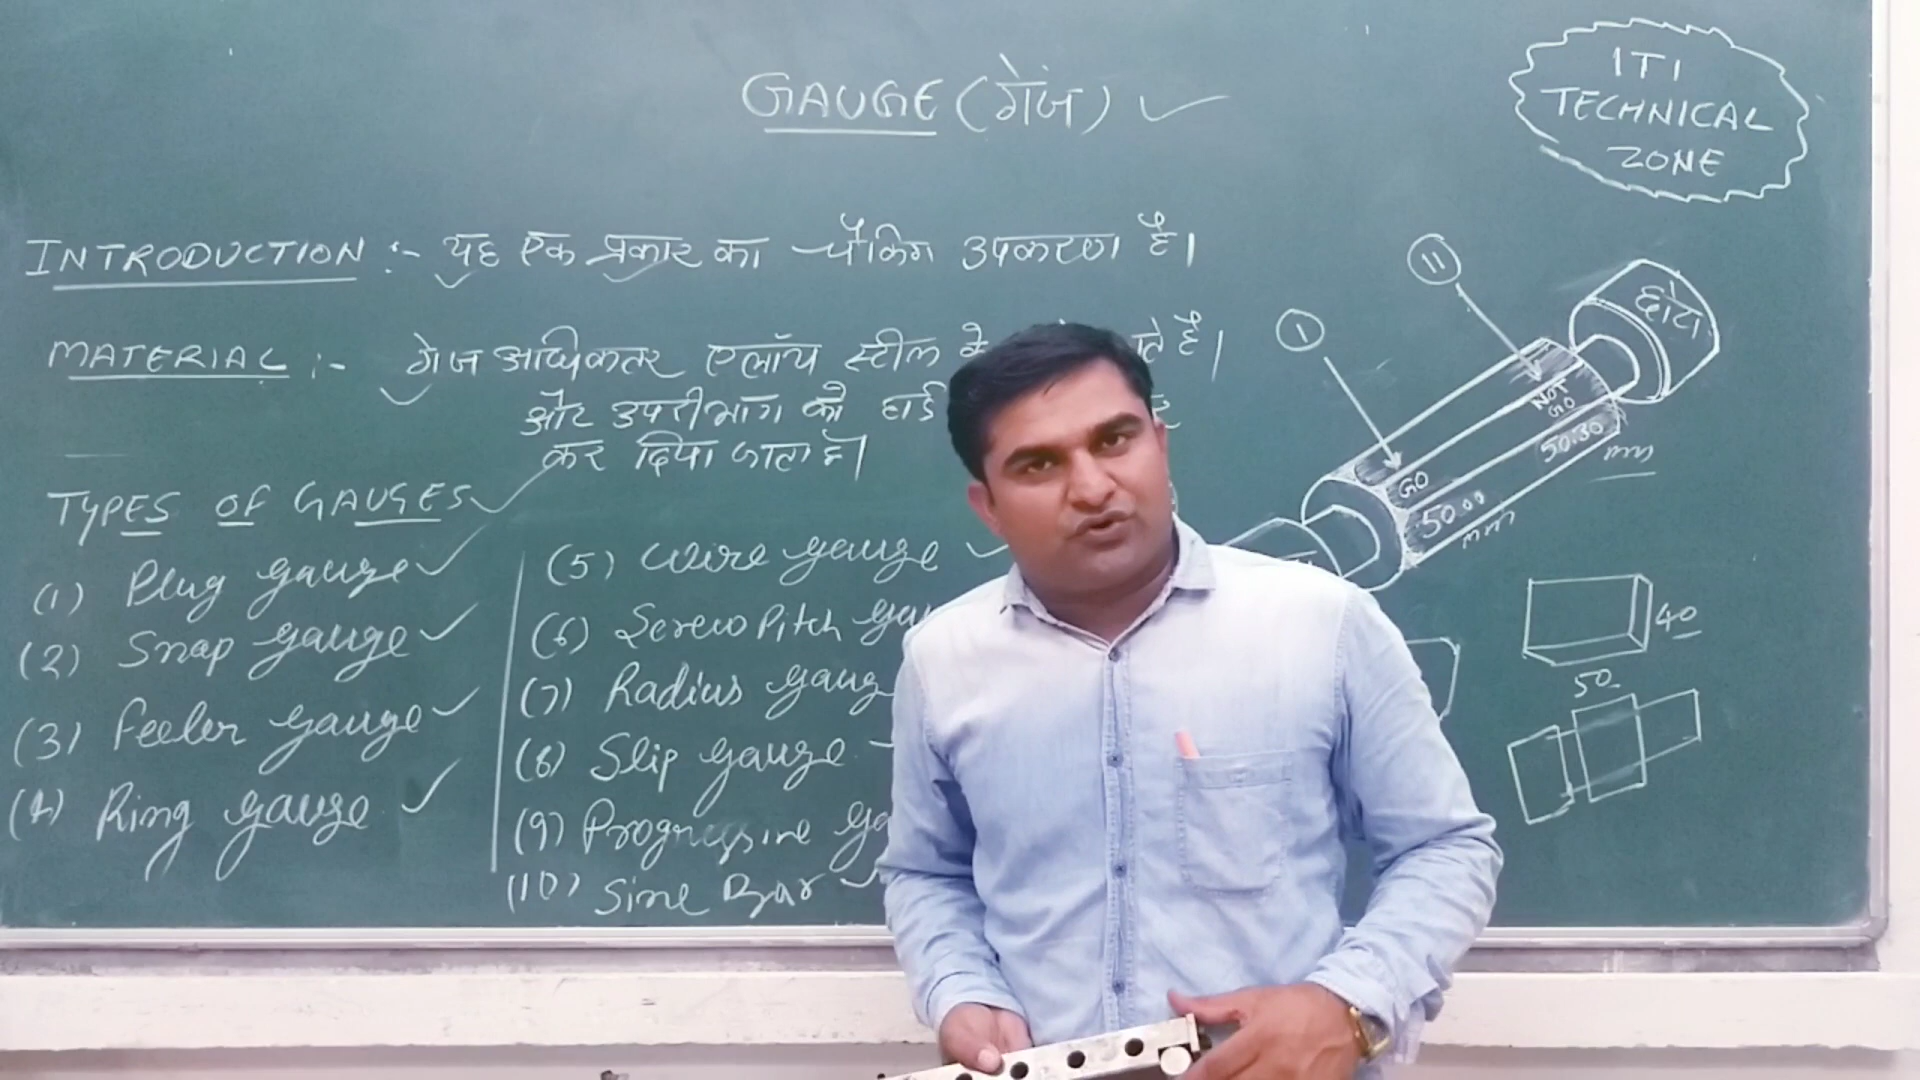 GAUGE (गेंज)
ITI
TECHNICAL
ZONE
INTRODUCTION :- यह एक प्रकार का चैकिंग उपकरण है।
MATERIAL :- गेज अधिकतर एलॉय स्टील के ते है।
और उपरी भाग को हार्ड
कर दिया जाता है।
TYPES OF GAUGES
(1) Plug gauge
(2) Snap gauge
(3) feeler gauge
(4) Ring gauge
(5) wire gauge
(6) Screw Pitch gau
(7) Radius gaug
(8) Slip gauge
(9) Progressive ga
(10) Sine Bar
I
II
छोटा
NOT
GO
50.30
mm
GO
50.00
mm
40
50